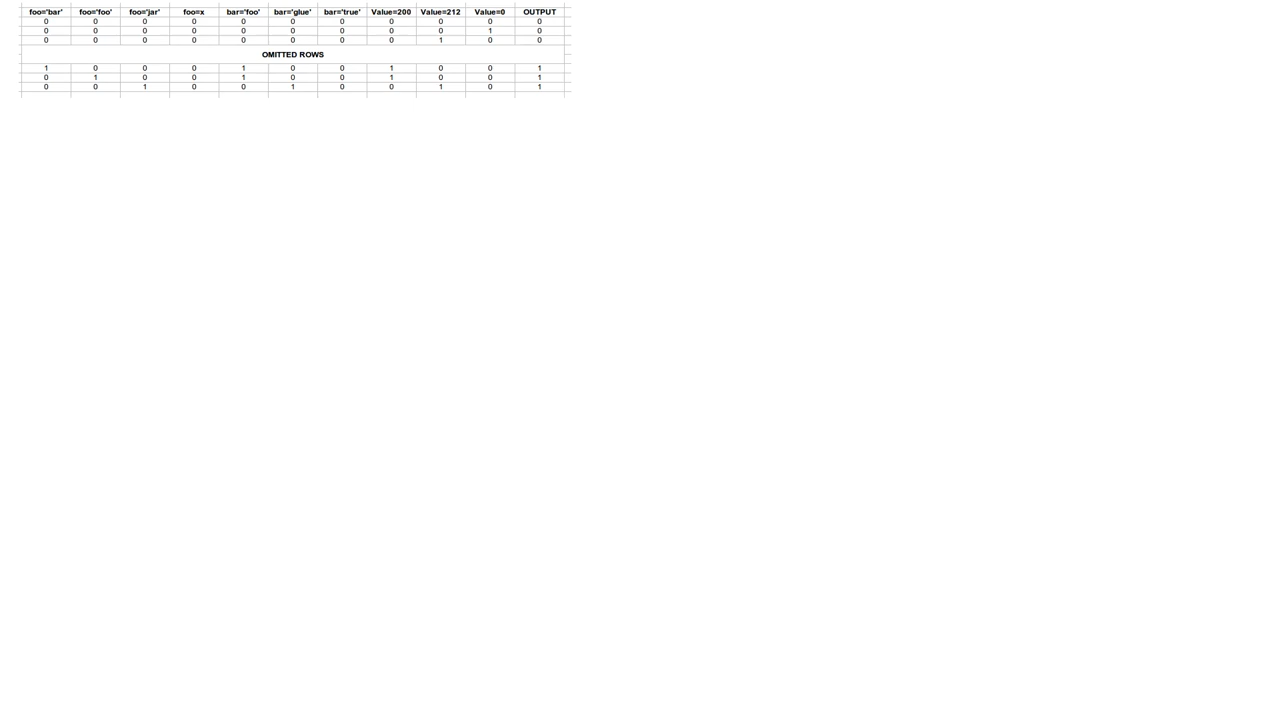 foo='bar' foo='foo' foo='jar' foo=x bar='foo' bar='glue' bar='true' Value=200 Value=212 Value=0 OUTPUT
0 0 0 0 0 0 0 0 0 0 0
0 0 0 0 0 0 0 0 0 1 0
0 0 0 0 0 0 0 0 1 0 0
OMITTED ROWS
1 0 0 0 1 0 0 1 0 0 1
0 1 0 0 1 0 0 1 0 0 1
0 0 1 0 0 1 0 0 1 0 1